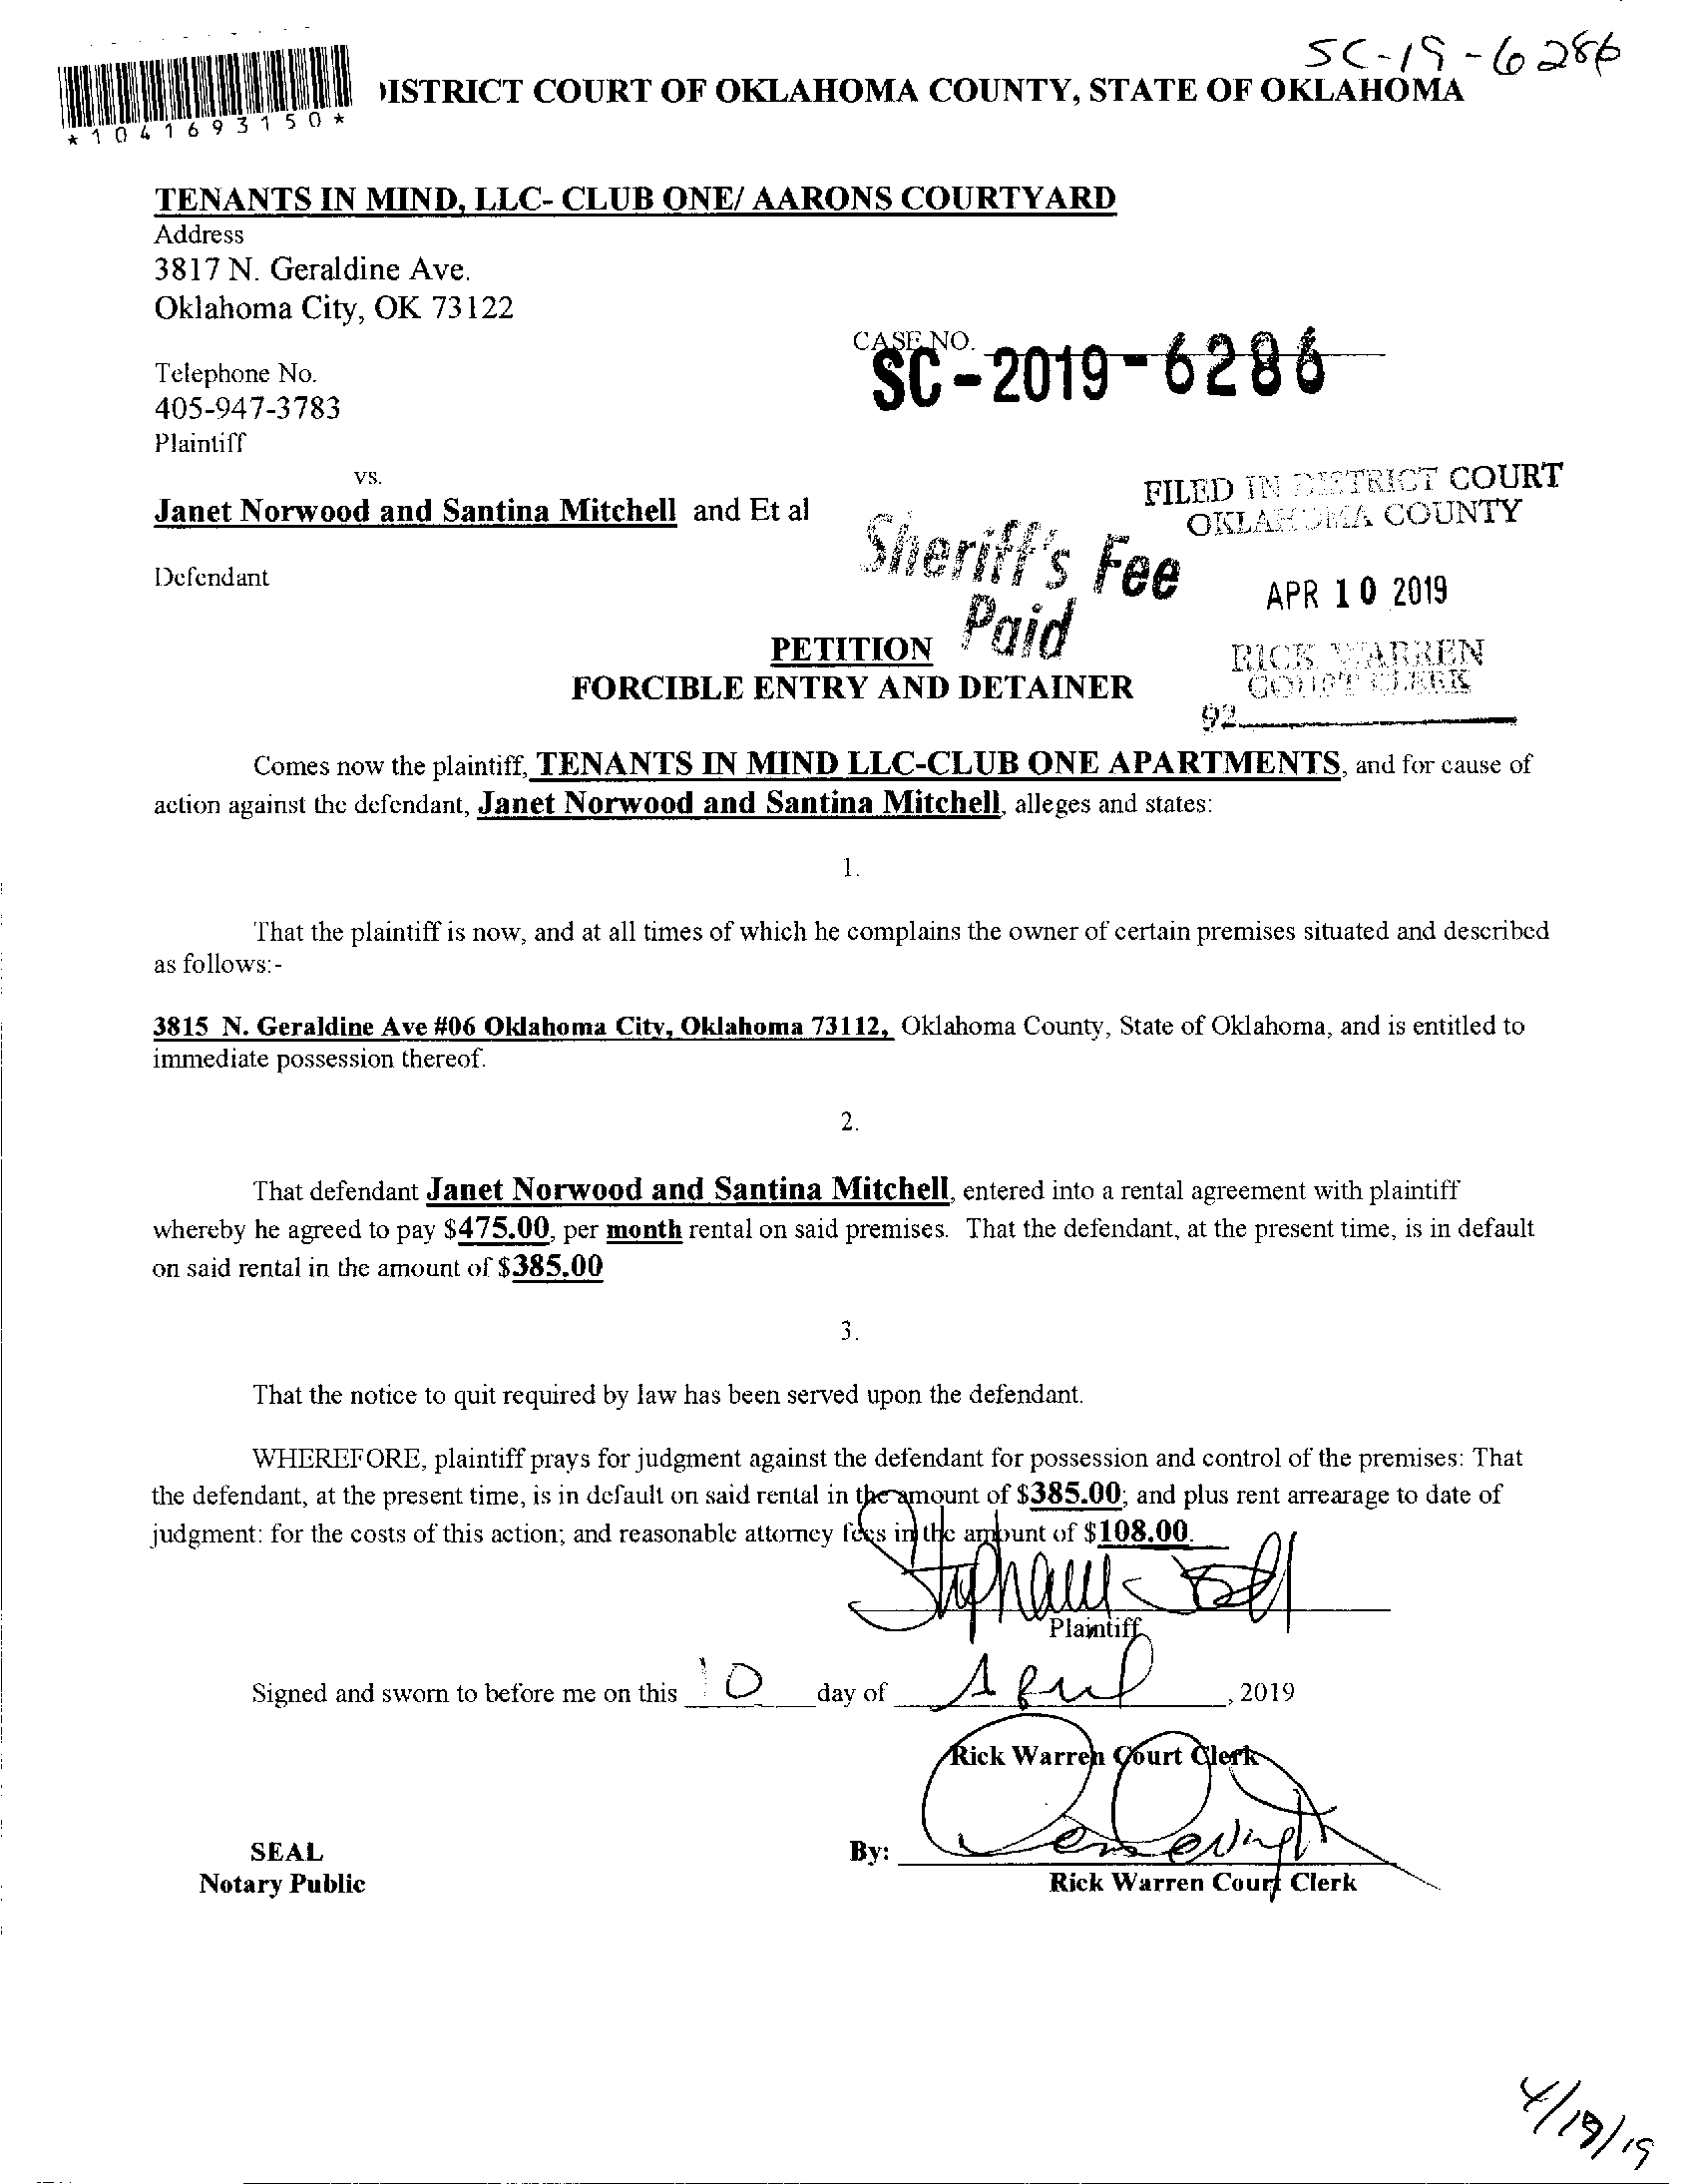 SC-19-6286
DISTRICT COURT OF OKLAHOMA COUNTY, STATE OF OKLAHOMA
*1041693150*
TENANTS IN MIND, LLC- CLUB ONE/ AARONS COURTYARD
Address
3817 N. Geraldine Ave.
Oklahoma City, OK 73122
CASE NO.
SC-2019-6286
Telephone No.
405-947-3783
Plaintiff
vs.
Janet Norwood and Santina Mitchell and Et al
Defendant
FILED IN DISTRICT COURT
OKLAHOMA COUNTY
Sheriff's Fee
Paid
APR 10 2019
RICK WARREN
COURT CLERK
92
PETITION
FORCIBLE ENTRY AND DETAINER
Comes now the plaintiff, TENANTS IN MIND LLC-CLUB ONE APARTMENTS, and for cause of
action against the defendant, Janet Norwood and Santina Mitchell, alleges and states:
1.
That the plaintiff is now, and at all times of which he complains the owner of certain premises situated and described
as follows:-
3815 N. Geraldine Ave #06 Oklahoma City, Oklahoma 73112, Oklahoma County, State of Oklahoma, and is entitled to
immediate possession thereof.
2.
That defendant Janet Norwood and Santina Mitchell, entered into a rental agreement with plaintiff
whereby he agreed to pay $475.00, per month rental on said premises. That the defendant, at the present time, is in default
on said rental in the amount of $385.00
3.
That the notice to quit required by law has been served upon the defendant.
WHEREFORE, plaintiff prays for judgment against the defendant for possession and control of the premises: That
the defendant, at the present time, is in default on said rental in the amount of $385.00; and plus rent arrearage to date of
judgment: for the costs of this action; and reasonable attorney fees in the amount of $108.00.
Plaintiff
Signed and sworn to before me on this 10 day of April, 2019
Rick Warren Court Clerk
SEAL
Notary Public
By:
Rick Warren Court Clerk
4/19/19